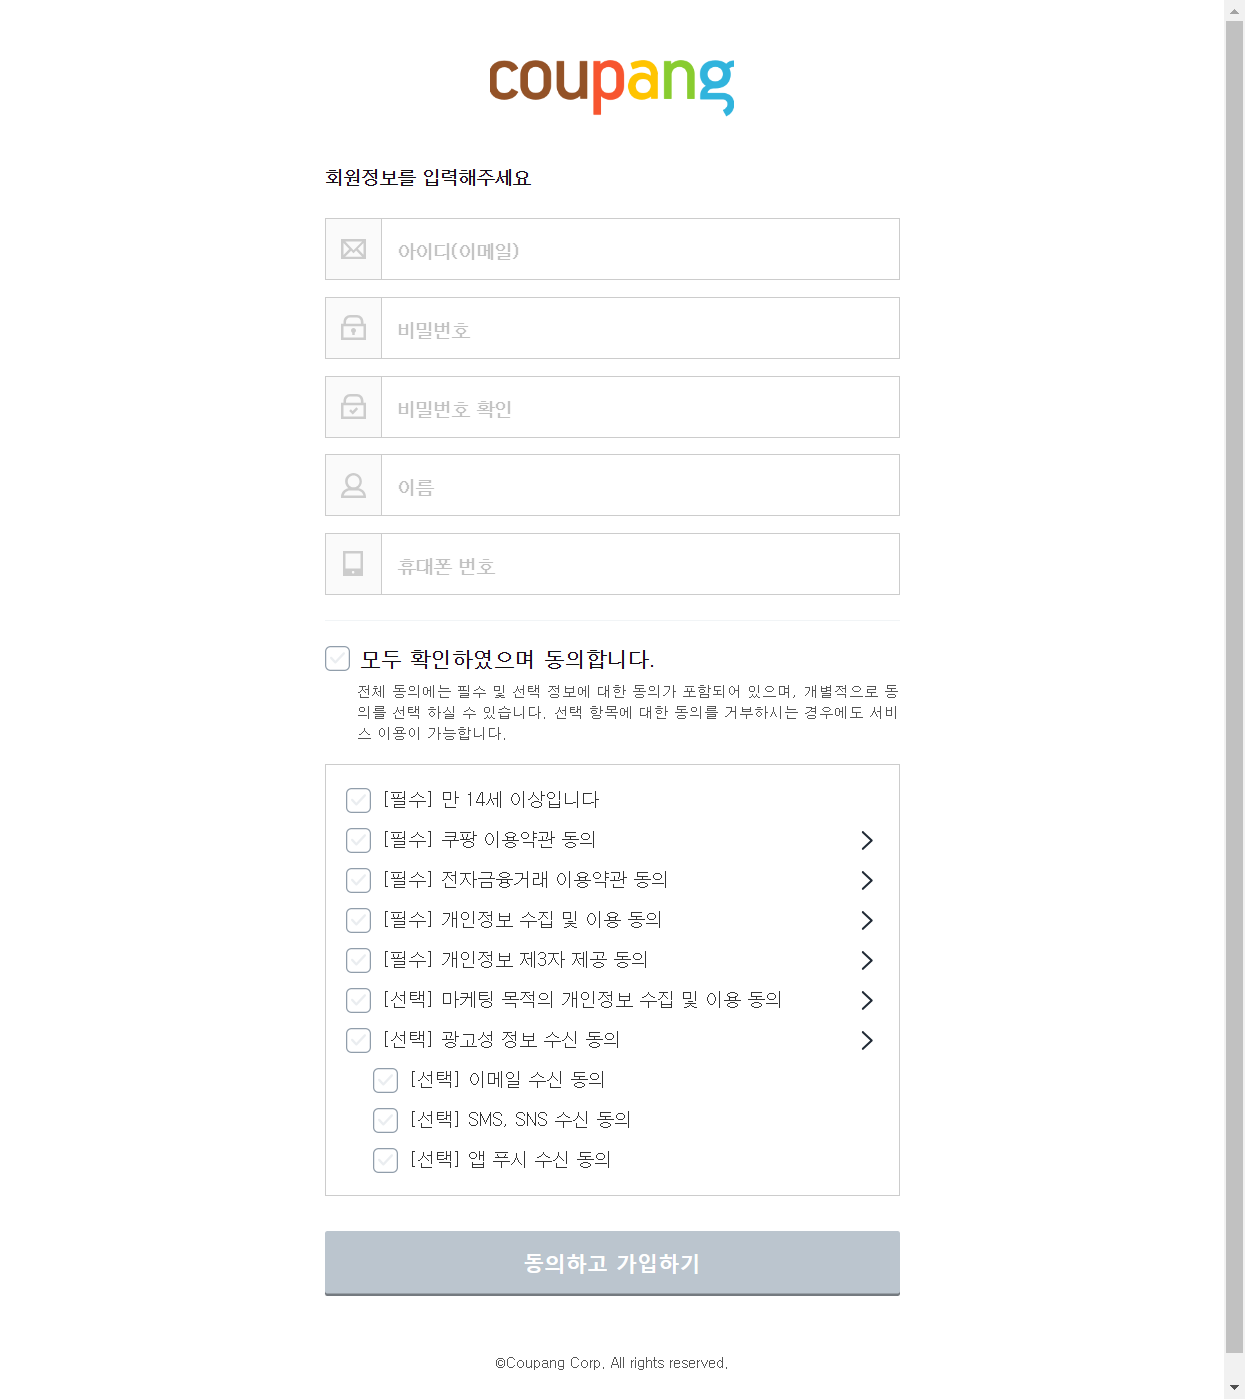 coupang
회원정보를 입력해주세요
아이디(이메일)
비밀번호
비밀번호 확인
이름
휴대폰 번호
모두 확인하였으며 동의합니다.
전체 동의에는 필수 및 선택 정보에 대한 동의가 포함되어 있으며, 개별적으로 동
의를 선택 하실 수 있습니다. 선택 항목에 대한 동의를 거부하시는 경우에도 서비
스 이용이 가능합니다.
[필수] 만 14세 이상입니다
[필수] 쿠팡 이용약관 동의
[필수] 전자금융거래 이용약관 동의
[필수] 개인정보 수집 및 이용 동의
[필수] 개인정보 제3자 제공 동의
[선택] 마케팅 목적의 개인정보 수집 및 이용 동의
[선택] 광고성 정보 수신 동의
[선택] 이메일 수신 동의
[선택] SMS, SNS 수신 동의
[선택] 앱 푸시 수신 동의
동의하고 가입하기
©Coupang Corp. All rights reserved.